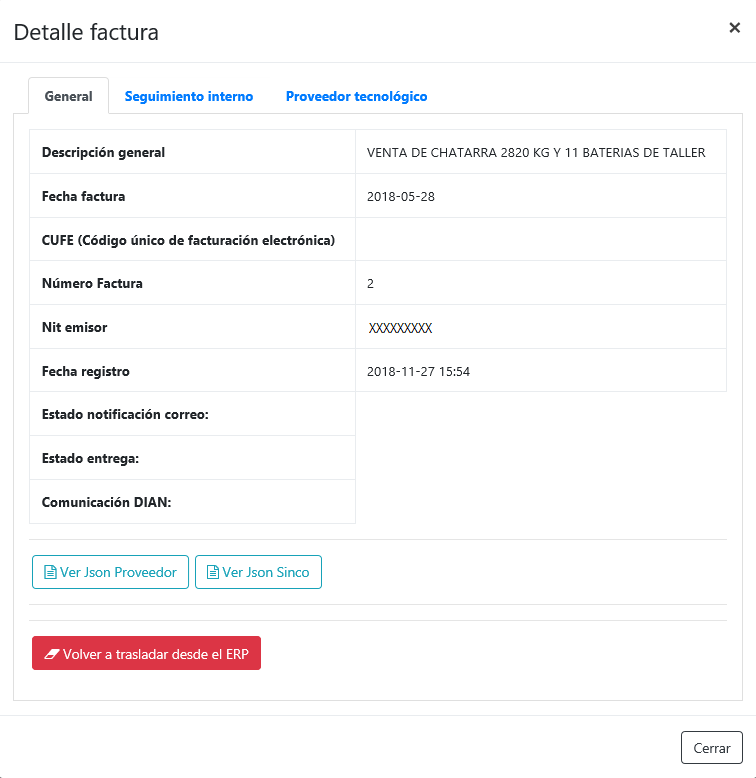 Detalle factura ×
General Seguimiento interno Proveedor tecnológico
Descripción general VENTA DE CHATARRA 2820 KG Y 11 BATERIAS DE TALLER
Fecha factura 2018-05-28
CUFE (Código único de facturación electrónica)
Número Factura 2
Nit emisor XXXXXXXXX
Fecha registro 2018-11-27 15:54
Estado notificación correo:
Estado entrega:
Comunicación DIAN:
Ver Json Proveedor Ver Json Sinco
Volver a trasladar desde el ERP
Cerrar